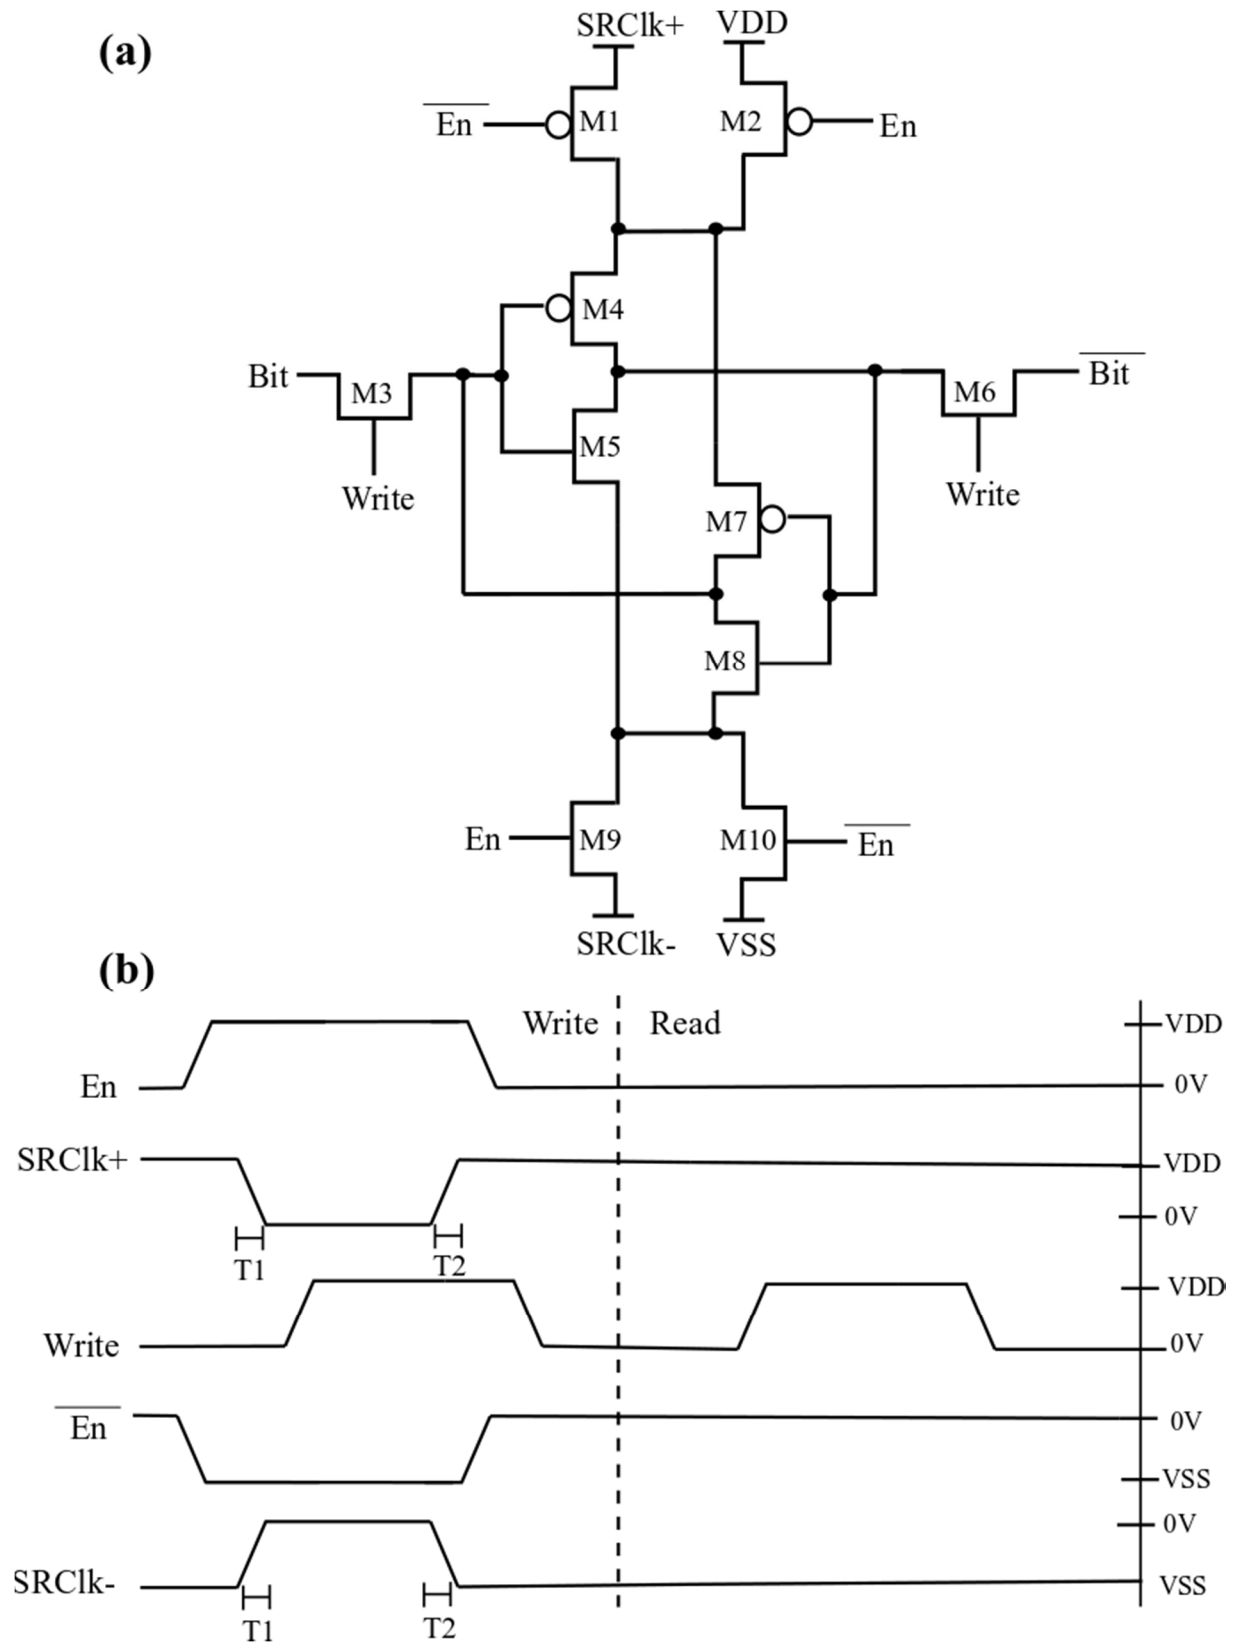 (a)
SRClk+ VDD
En M1 M2 En
M4
Bit M3 M6 Bit
M5
Write Write
M7
M8
En M9 M10 En
SRClk- VSS
(b)
Write Read VDD
En 0V
SRClk+ VDD
0V
T1 T2
VDD
Write 0V
En 0V
VSS
0V
SRClk- VSS
T1 T2